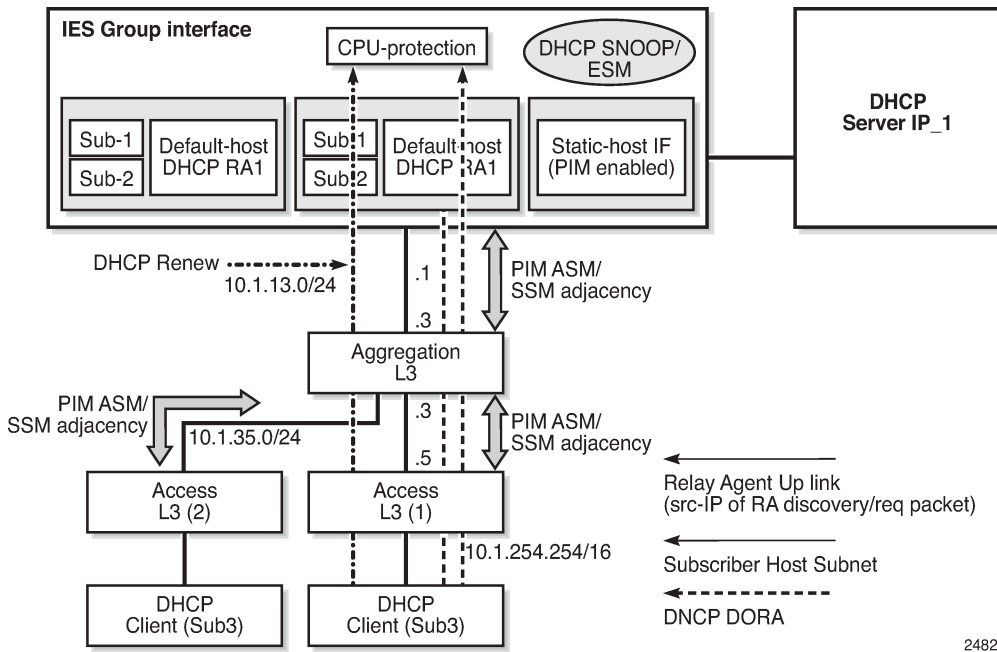 IES Group interface
CPU-protection
DHCP SNOOP/
ESM
DHCP
Server IP_1
Sub-1
Sub-2
Default-host
DHCP RA1
Sub-1
Sub-2
Default-host
DHCP RA1
Static-host IF
(PIM enabled)
DHCP Renew
10.1.13.0/24
.1
.3
PIM ASM/
SSM adjacency
Aggregation
L3
PIM ASM/
SSM adjacency
10.1.35.0/24
.3
.5
PIM ASM/
SSM adjacency
Access
L3 (2)
Access
L3 (1)
10.1.254.254/16
DHCP
Client (Sub3)
DHCP
Client (Sub3)
Relay Agent Up link
(src-IP of RA discovery/req packet)
Subscriber Host Subnet
DNCP DORA
2482